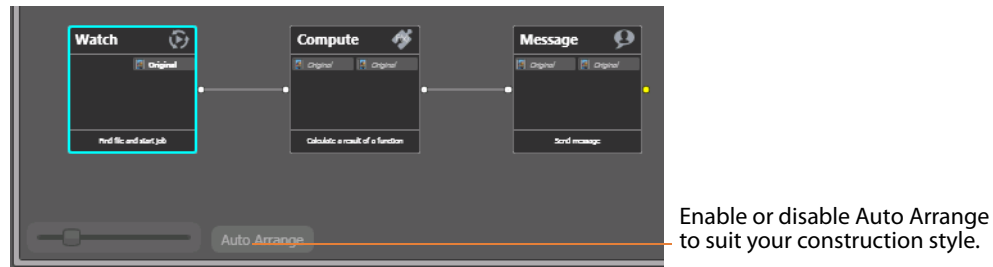 Watch
Compute
Message
Original
Original Original
Original Original
Find file and start job
Calculate a result of a function
Send message
Auto Arrange
Enable or disable Auto Arrange
to suit your construction style.